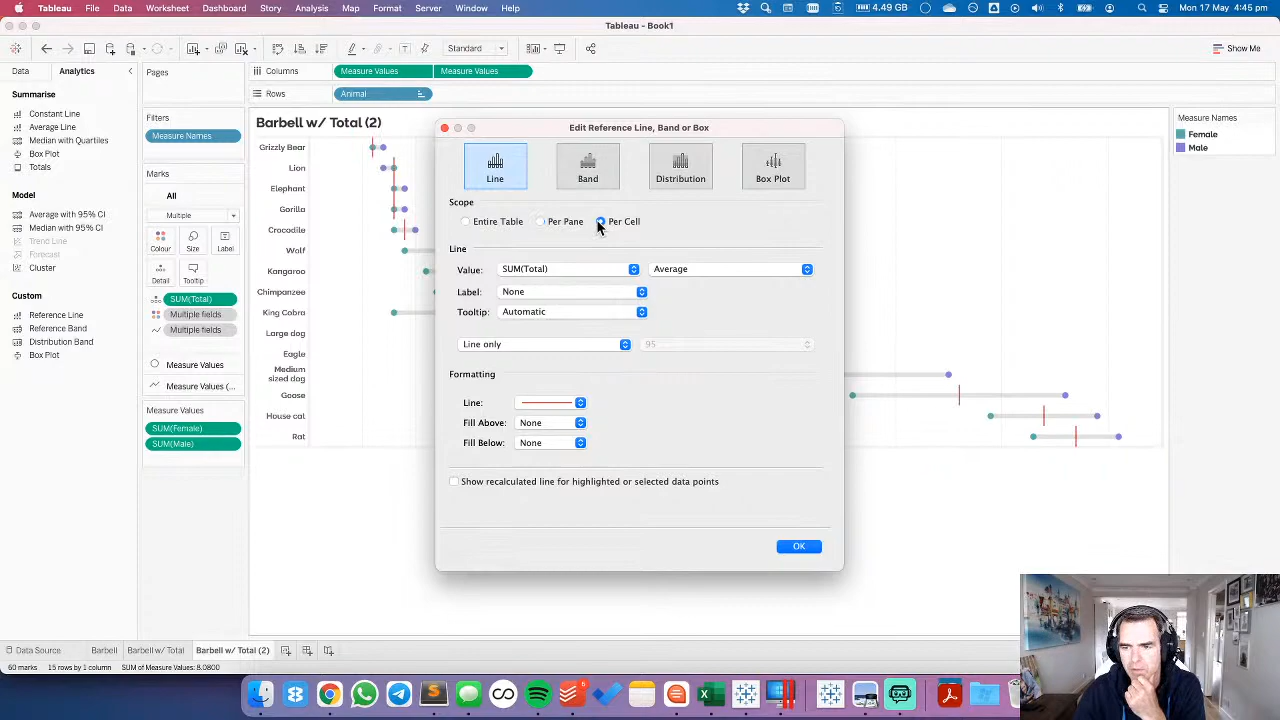 Tableau File Data Worksheet Dashboard Story Analysis Map Format Server Window Help 4.49 GB Mon 17 May 4:45 pm
Tableau - Book1
Standard Show Me
Data Analytics Pages Columns Measure Values Measure Values
Rows Animal
Summarise
Constant Line
Average Line
Median with Quartiles
Box Plot
Totals
Model
Average with 95% CI
Median with 95% CI
Trend Line
Forecast
Cluster
Custom
Reference Line
Reference Band
Distribution Band
Box Plot
Filters
Measure Names
Marks
All
Multiple
Colour Size Label
Detail Tooltip
SUM(Total)
Multiple fields
Multiple fields
Measure Values
Measure Values (...
Measure Values
SUM(Female)
SUM(Male)
Barbell w/ Total (2)
Grizzly Bear
Lion
Elephant
Gorilla
Crocodile
Wolf
Kangaroo
Chimpanzee
King Cobra
Large dog
Eagle
Medium
sized dog
Goose
House cat
Rat
Edit Reference Line, Band or Box
Line Band Distribution Box Plot
Scope
Entire Table Per Pane Per Cell
Line
Value: SUM(Total) Average
Label: None
Tooltip: Automatic
Line only 95
Formatting
Line:
Fill Above: None
Fill Below: None
Show recalculated line for highlighted or selected data points
OK
Measure Names
Female
Male
Data Source Barbell Barbell w/ Total Barbell w/ Total (2)
60 marks 15 rows by 1 column SUM of Measure Values: 8.0800